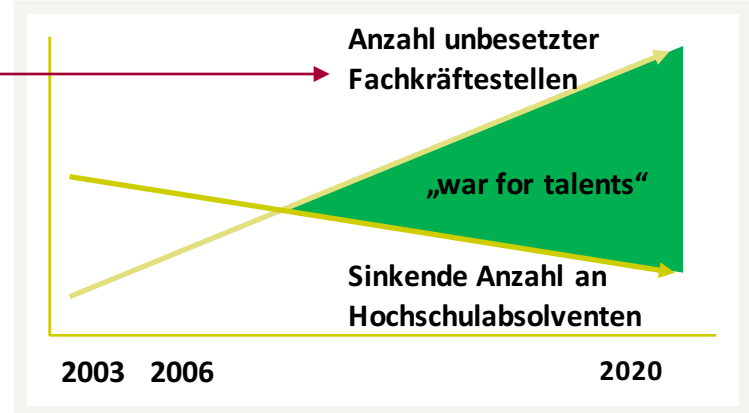 Anzahl unbesetzter
Fachkräftestellen
„war for talents“
Sinkende Anzahl an
Hochschulabsolventen
2003 2006 2020